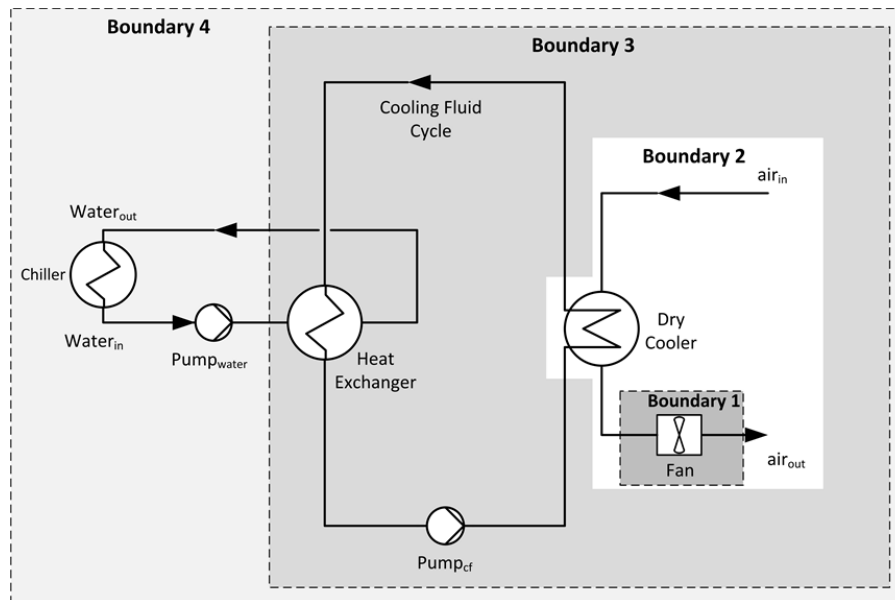 Boundary 4
Boundary 3
Cooling Fluid
Cycle
Boundary 2
air_in
Water_out
Chiller
Water_in
Pump_water
Heat
Exchanger
Dry
Cooler
Boundary 1
Fan
air_out
Pump_cf